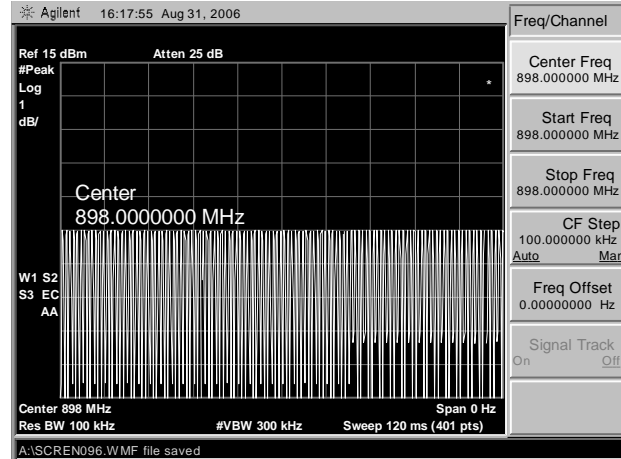 Agilent 16:17:55 Aug 31, 2006
Freq/Channel
Ref 15 dBm Atten 25 dB
#Peak
Log
1
dB/
*
Center
898.0000000 MHz
W1 S2
S3 EC
AA
Center 898 MHz Span 0 Hz
Res BW 100 kHz #VBW 300 kHz Sweep 120 ms (401 pts)
A:\SCREN096.WMF file saved
Center Freq
898.000000 MHz
Start Freq
898.000000 MHz
Stop Freq
898.000000 MHz
CF Step
100.000000 kHz
Auto Man
Freq Offset
0.00000000 Hz
Signal Track
On Off